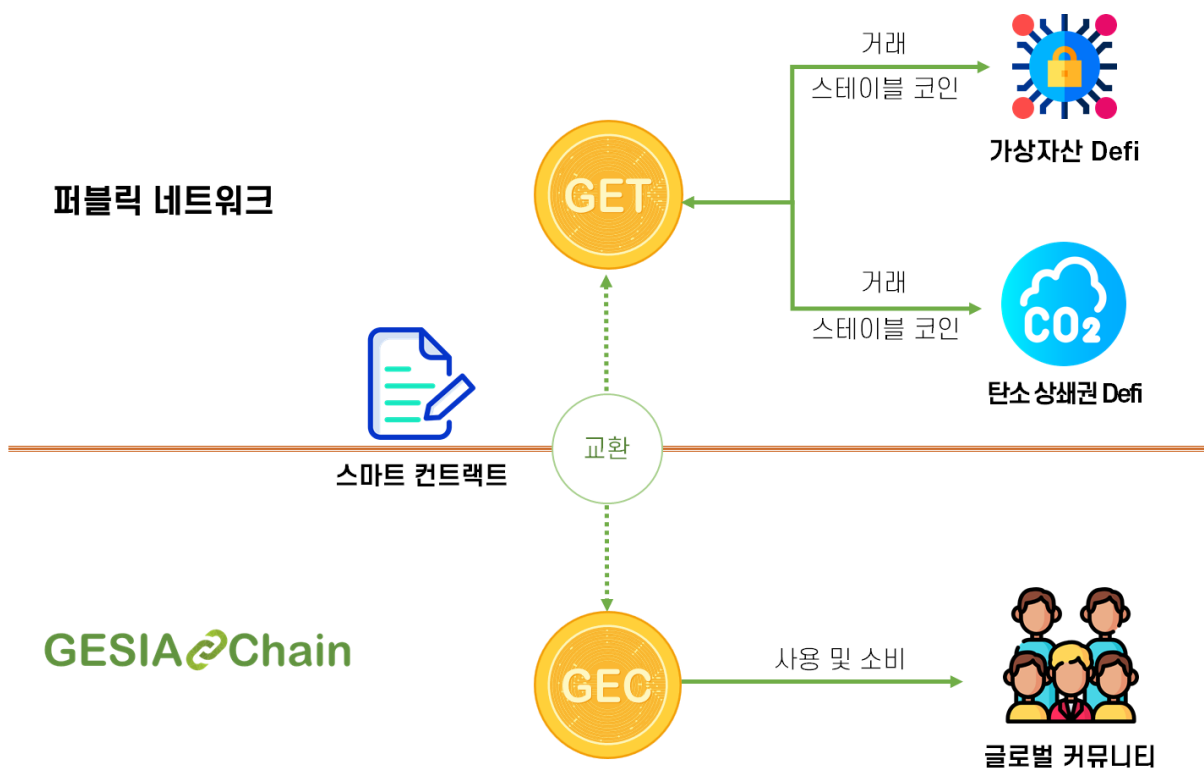 거래
스테이블 코인
가상자산 Defi
퍼블릭 네트워크
GET
거래
스테이블 코인
CO2
탄소 상쇄권 Defi
교환
스마트 컨트랙트
GESIA Chain
GEC
사용 및 소비
글로벌 커뮤니티